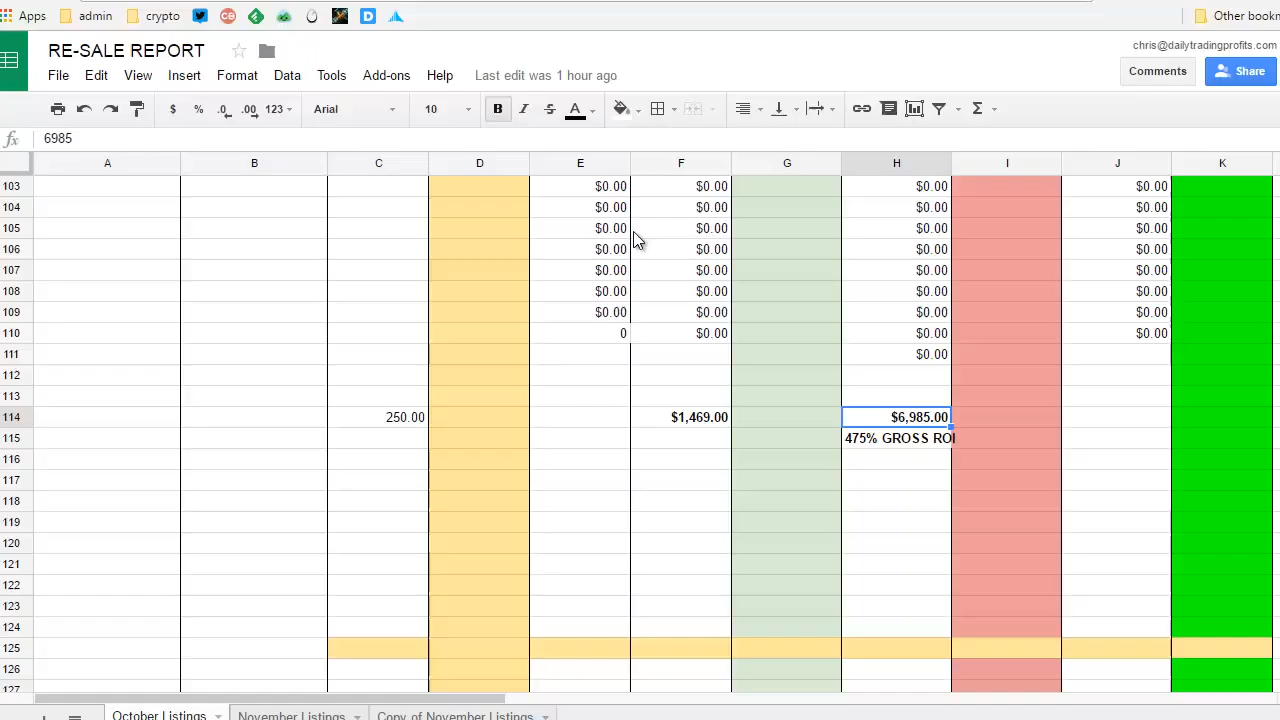 Apps admin crypto Other bookn
RE-SALE REPORT
chris@dailytradingprofits.com
File Edit View Insert Format Data Tools Add-ons Help Last edit was 1 hour ago
Comments Share
$ % .0 .00 123 Arial 10 B I S A Σ
fx 6985
A B C D E F G H I J K
103 $0.00 $0.00 $0.00 $0.00
104 $0.00 $0.00 $0.00 $0.00
105 $0.00 $0.00 $0.00 $0.00
106 $0.00 $0.00 $0.00 $0.00
107 $0.00 $0.00 $0.00 $0.00
108 $0.00 $0.00 $0.00 $0.00
109 $0.00 $0.00 $0.00 $0.00
110 0 $0.00 $0.00 $0.00
111 $0.00
112
113
114 250.00 $1,469.00 $6,985.00
115 475% GROSS ROI
116
117
118
119
120
121
122
123
124
125
126
127
October Listings November Listings Copy of November Listings